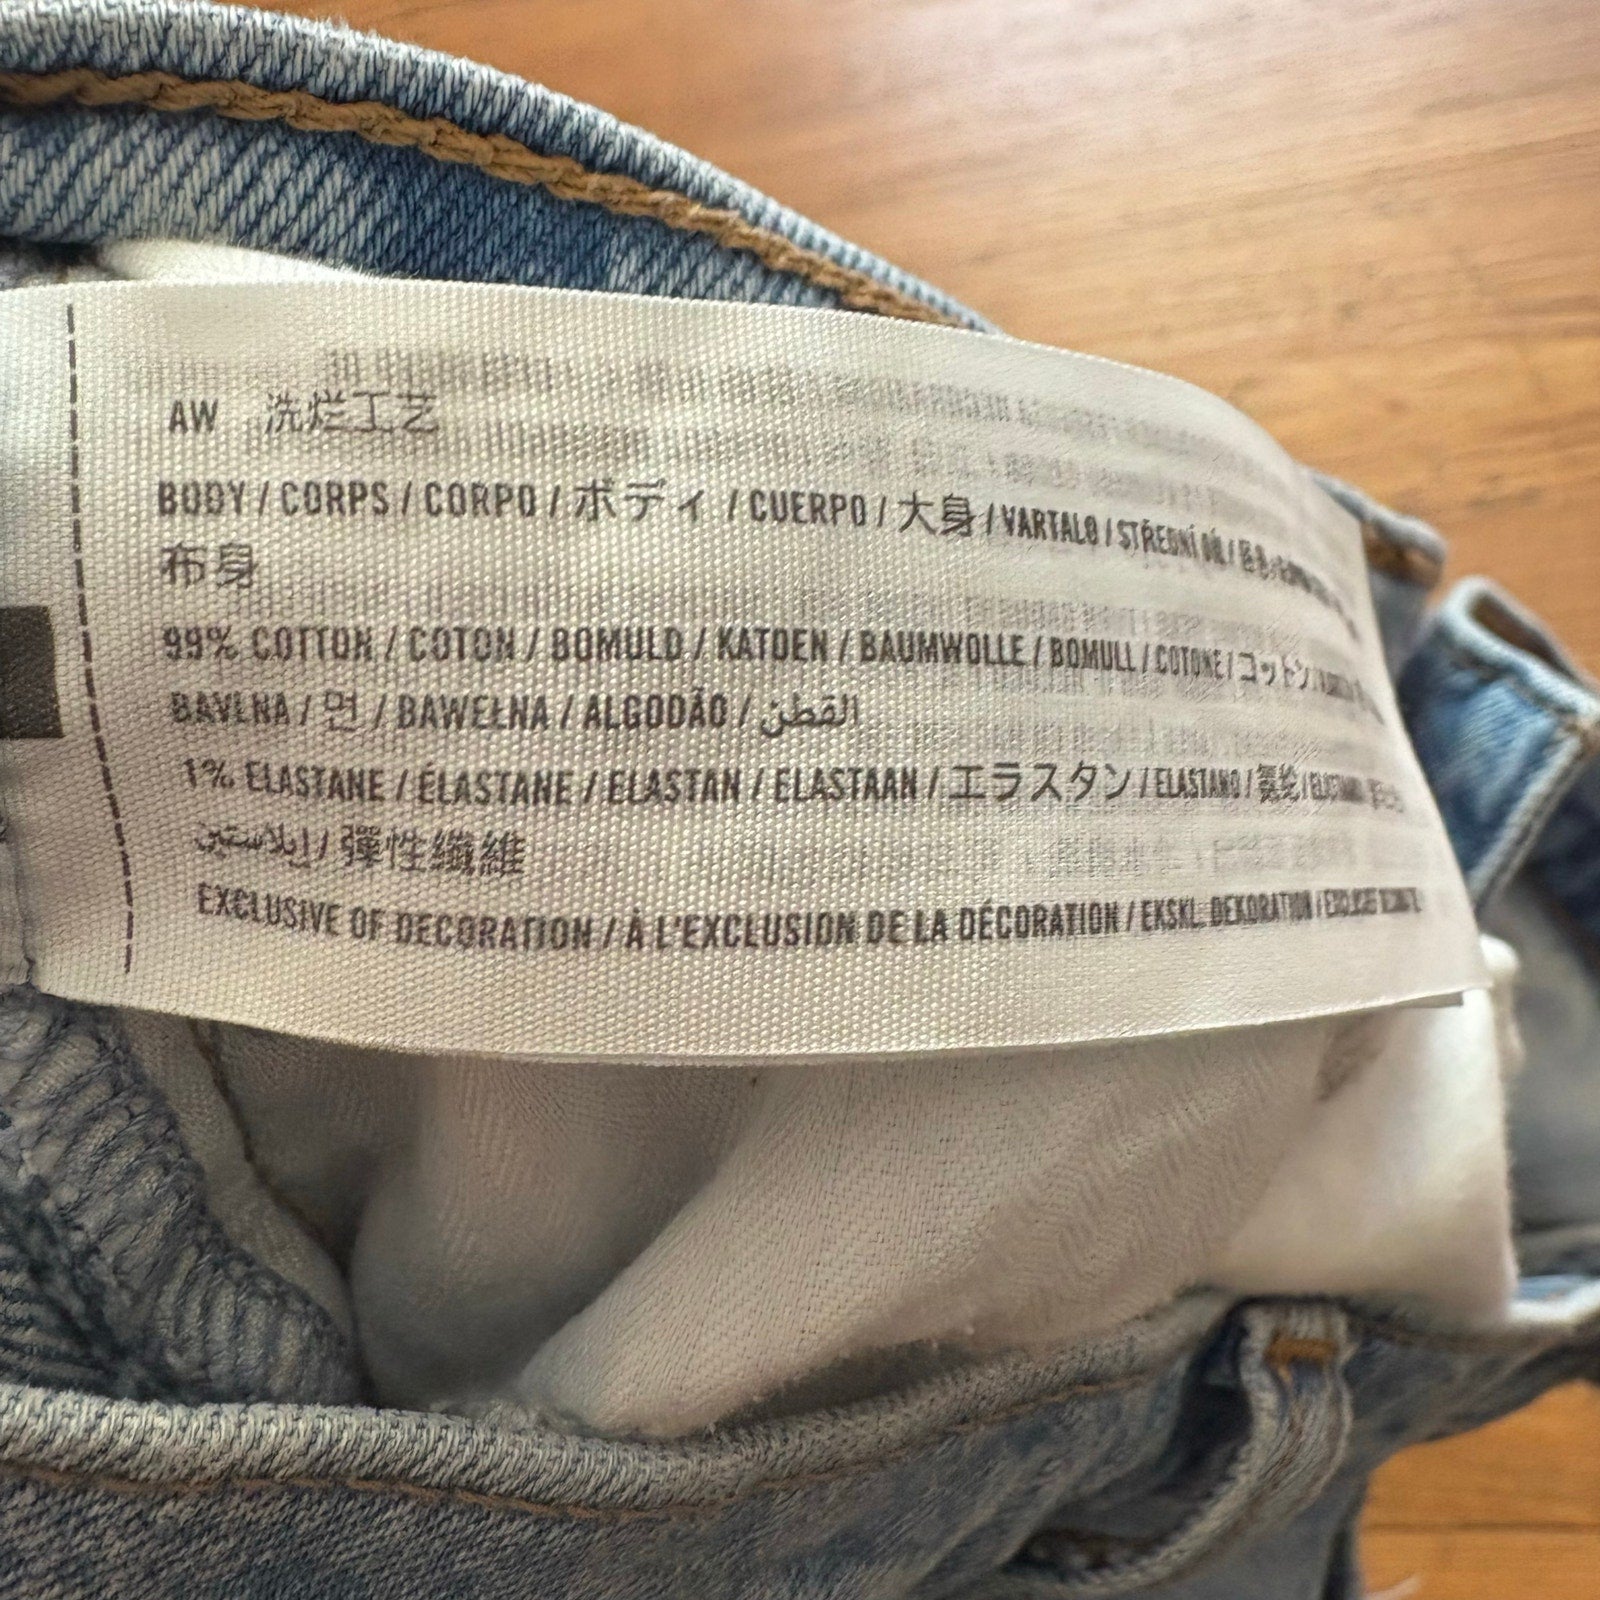 AW 洗烂工艺
BODY / CORPS / CORPO / ボディ / CUERPO / 大身 / VARTALO / STŘEDNÍ DÍL /
布身
99% COTTON / COTON / BOMULD / KATOEN / BAUMWOLLE / BOMULL / COTONE / コットン /
BAVLNA / 면 / BAWEŁNA / ALGODÃO / القطن
1% ELASTANE / ÉLASTANE / ELASTAN / ELASTAAN / エラスタン / ELASTANO / 氨纶 /
/ 彈性纖維
EXCLUSIVE OF DECORATION / À L'EXCLUSION DE LA DÉCORATION / EKSKL. DEKORATION /